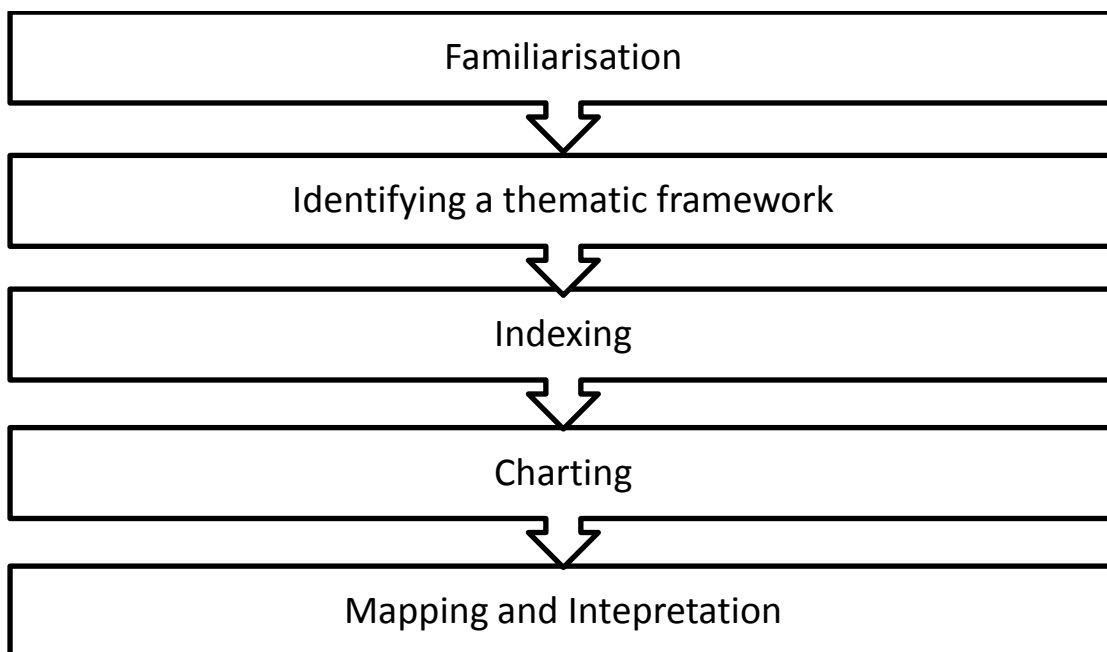 Familiarisation
Identifying a thematic framework
Indexing
Charting
Mapping and Intepretation